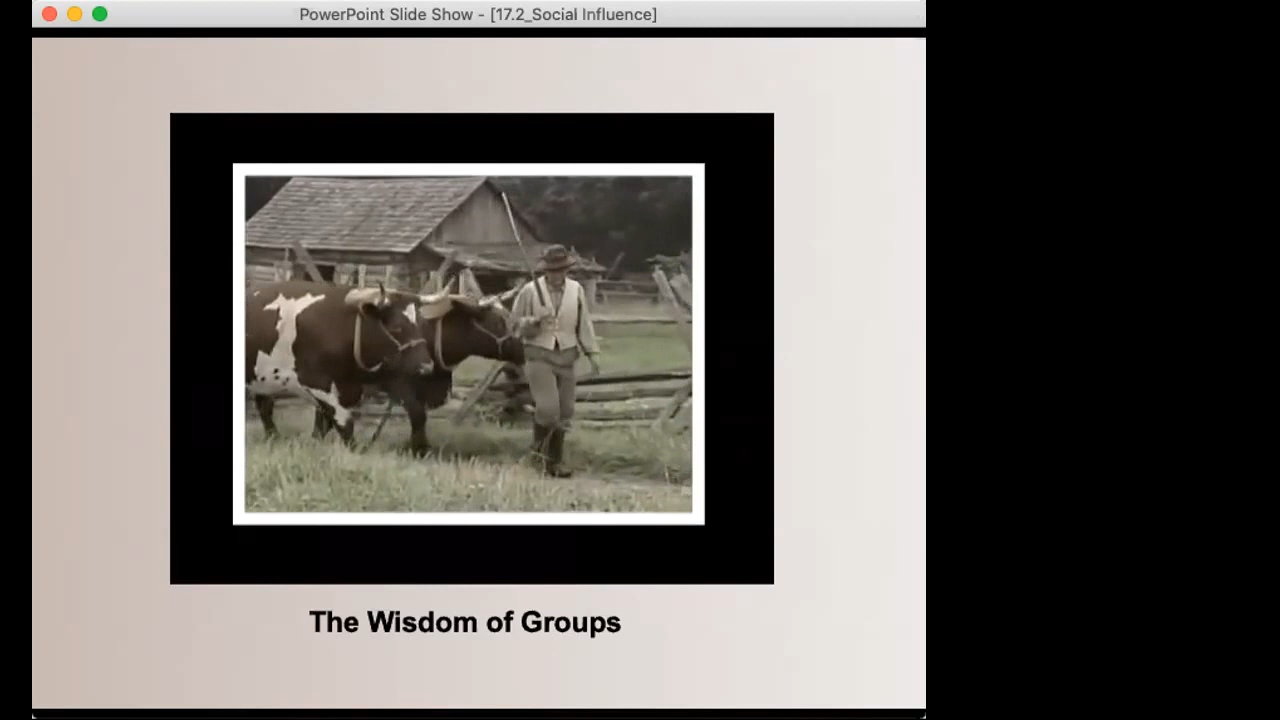 PowerPoint Slide Show - [17.2_Social Influence]
The Wisdom of Groups